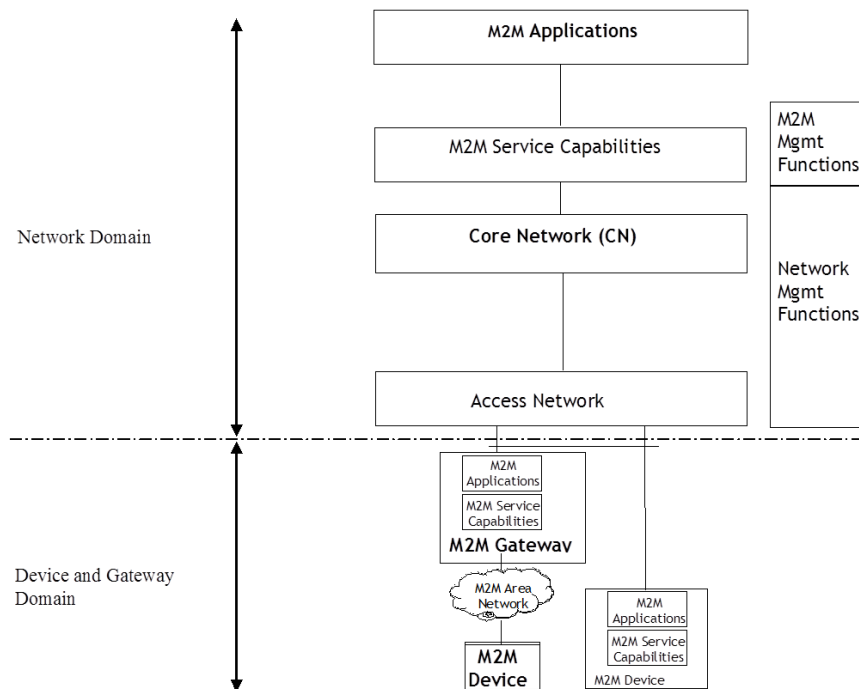 M2M Applications
M2M Service Capabilities
M2M
Mgmt
Functions
Network Domain
Core Network (CN)
Network
Mgmt
Functions
Access Network
M2M
Applications
M2M Service
Capabilities
M2M Gateway
Device and Gateway
Domain
M2M Area
Network
M2M
Device
M2M
Applications
M2M Service
Capabilities
M2M Device